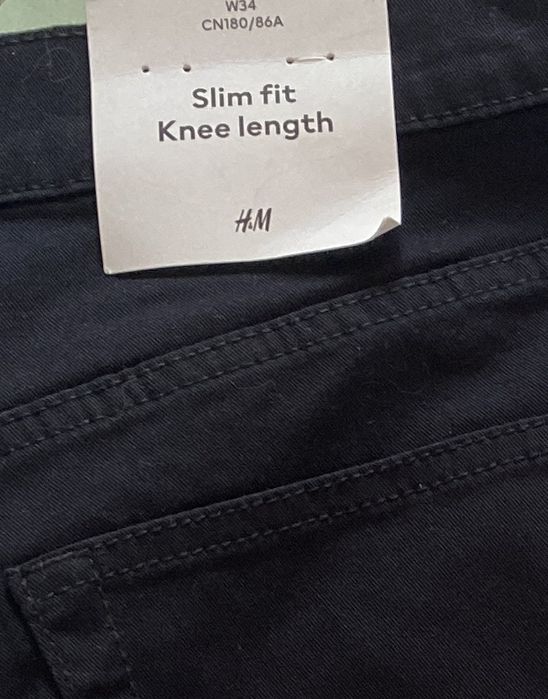 W34
CN180/86A
Slim fit
Knee length
H&M